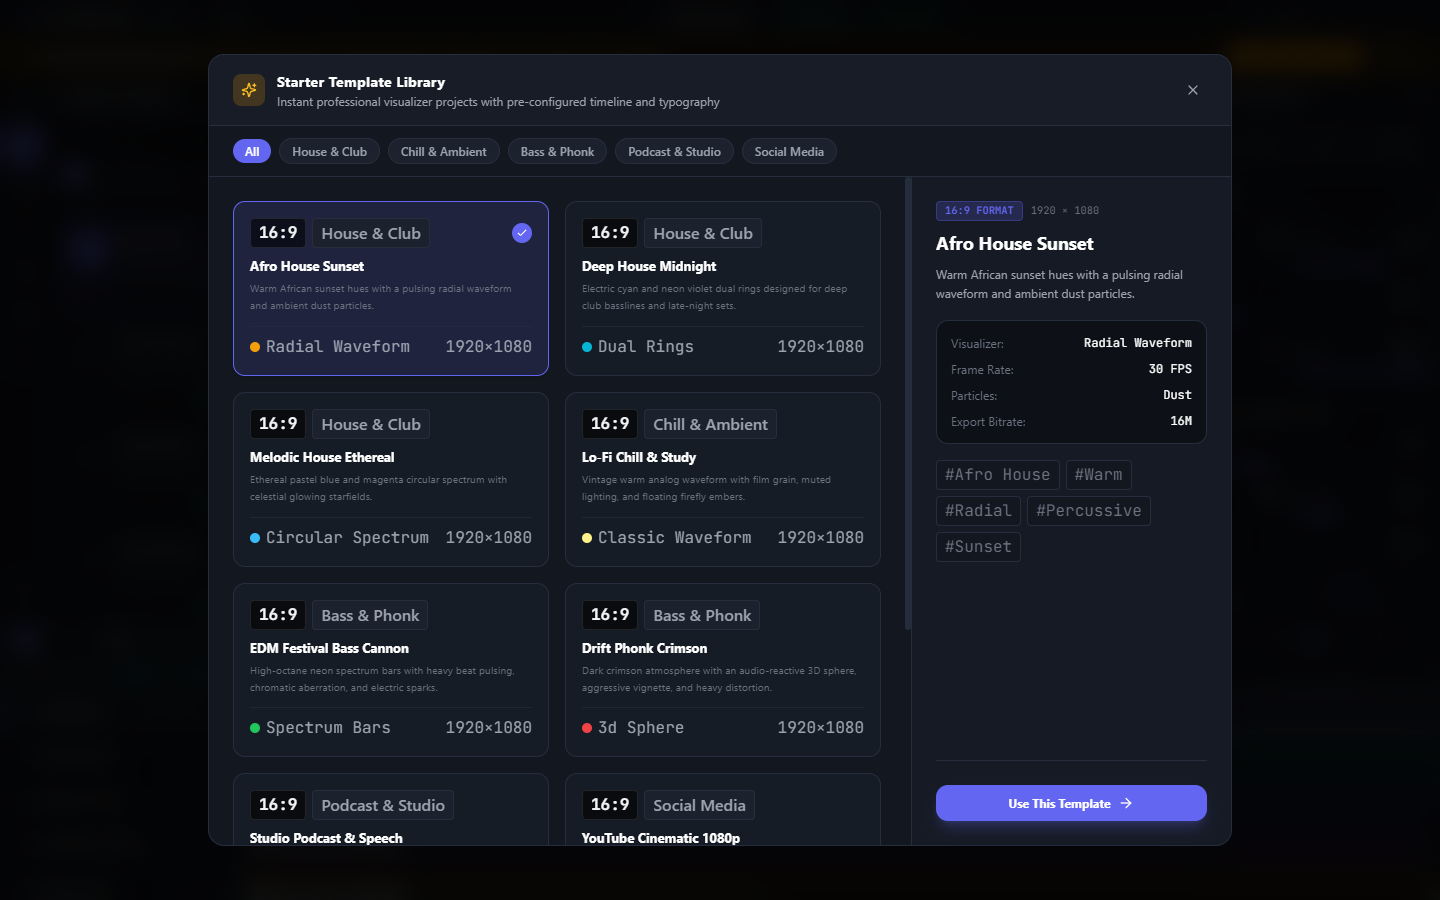 Starter Template Library
Instant professional visualizer projects with pre-configured timeline and typography
All
House & Club
Chill & Ambient
Bass & Phonk
Podcast & Studio
Social Media
16:9 House & Club
Afro House Sunset
Warm African sunset hues with a pulsing radial waveform
and ambient dust particles.
Radial Waveform 1920×1080
16:9 House & Club
Deep House Midnight
Electric cyan and neon violet dual rings designed for deep
club basslines and late-night sets.
Dual Rings 1920×1080
16:9 House & Club
Melodic House Ethereal
Ethereal pastel blue and magenta circular spectrum with
celestial glowing starfields.
Circular Spectrum 1920×1080
16:9 Chill & Ambient
Lo-Fi Chill & Study
Vintage warm analog waveform with film grain, muted
lighting, and floating firefly embers.
Classic Waveform 1920×1080
16:9 Bass & Phonk
EDM Festival Bass Cannon
High-octane neon spectrum bars with heavy beat pulsing,
chromatic aberration, and electric sparks.
Spectrum Bars 1920×1080
16:9 Bass & Phonk
Drift Phonk Crimson
Dark crimson atmosphere with an audio-reactive 3D sphere,
aggressive vignette, and heavy distortion.
3d Sphere 1920×1080
16:9 Podcast & Studio
Studio Podcast & Speech
16:9 Social Media
YouTube Cinematic 1080p
16:9 FORMAT 1920 × 1080
Afro House Sunset
Warm African sunset hues with a pulsing radial
waveform and ambient dust particles.
Visualizer: Radial Waveform
Frame Rate: 30 FPS
Particles: Dust
Export Bitrate: 16M
#Afro House #Warm
#Radial #Percussive
#Sunset
Use This Template